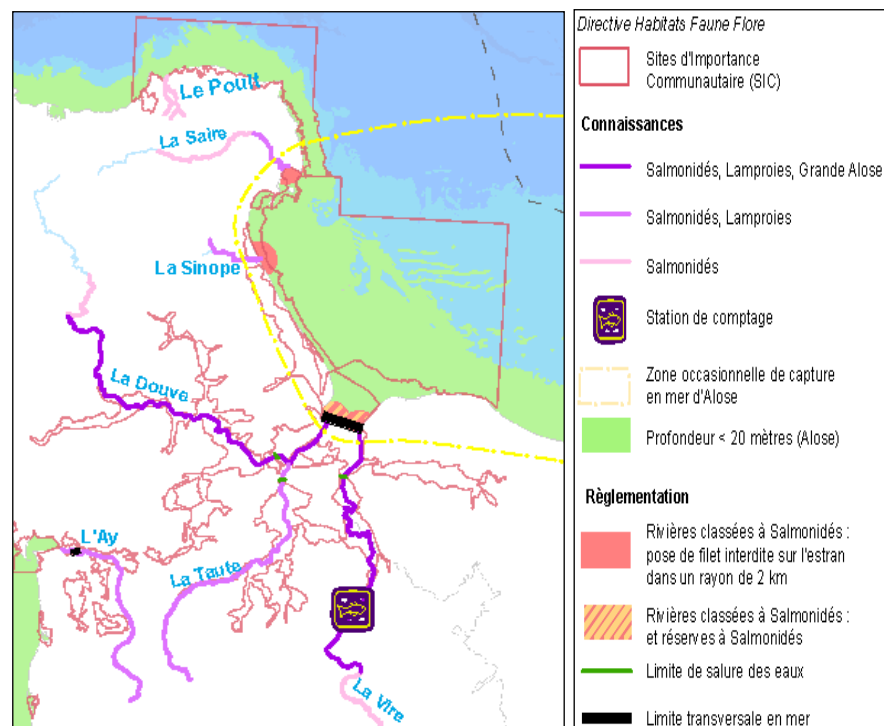 Le Poult
La Saire
La Sinope
La Douve
L'Ay
La Taute
La Vire
Directive Habitats Faune Flore
Sites d'Importance
Communautaire (SIC)
Connaissances
Salmonidés, Lamproies, Grande Alose
Salmonidés, Lamproies
Salmonidés
Station de comptage
Zone occasionnelle de capture
en mer d'Alose
Profondeur < 20 mètres (Alose)
Règlementation
Rivières classées à Salmonidés :
pose de filet interdite sur l'estran
dans un rayon de 2 km
Rivières classées à Salmonidés :
et réserves à Salmonidés
Limite de salure des eaux
Limite transversale en mer